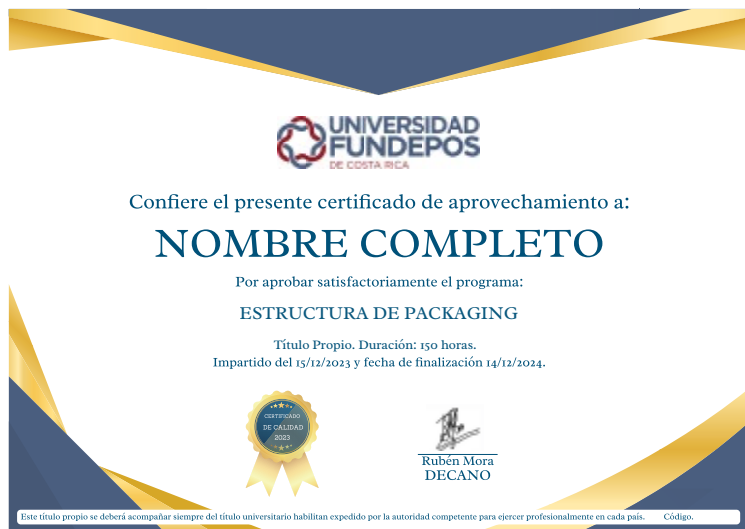 UNIVERSIDAD
FUNDEPOS
DE COSTA RICA
Confiere el presente certificado de aprovechamiento a:
NOMBRE COMPLETO
Por aprobar satisfactoriamente el programa:
ESTRUCTURA DE PACKAGING
Título Propio. Duración: 150 horas.
Impartido del 15/12/2023 y fecha de finalización 14/12/2024.
CERTIFICADO
DE CALIDAD
2023
Rubén Mora
DECANO
Este título propio se deberá acompañar siempre del título universitario habilitan expedido por la autoridad competente para ejercer profesionalmente en cada país. Código.